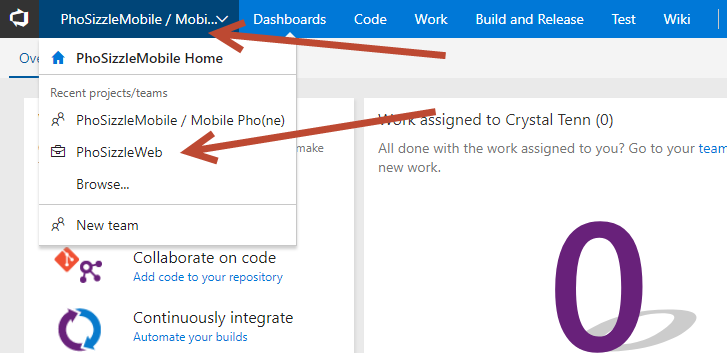 PhoSizzleMobile / Mobi...
Dashboards
Code
Work
Build and Release
Test
Wiki
Ove
PhoSizzleMobile Home
Recent projects/teams
PhoSizzleMobile / Mobile Pho(ne)
PhoSizzleWeb
Browse...
New team
make
Collaborate on code
Add code to your repository
Continuously integrate
Automate your builds
Work assigned to Crystal Tenn (0)
All done with the work assigned to you? Go to your team
new work.
0